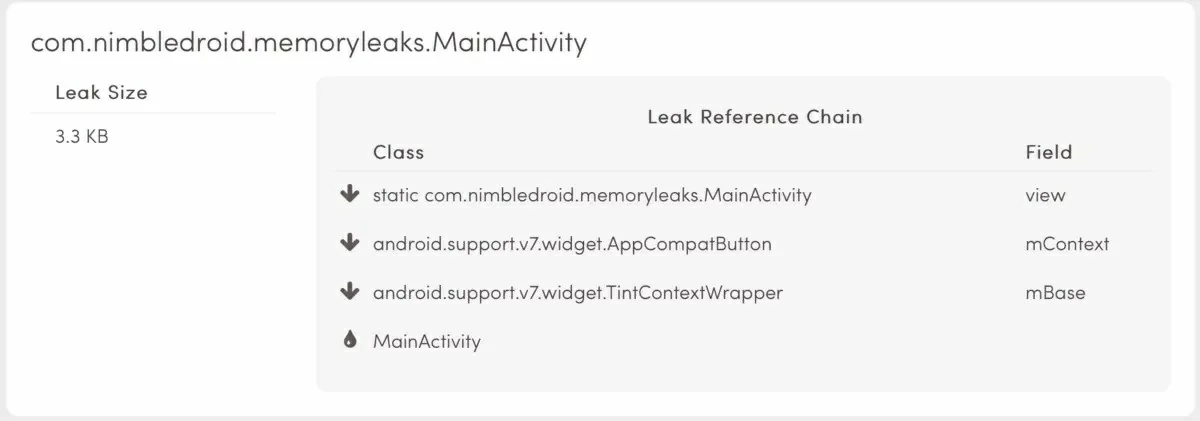 com.nimbledroid.memoryleaks.MainActivity
Leak Size
3.3 KB
Leak Reference Chain
Class Field
static com.nimbledroid.memoryleaks.MainActivity view
android.support.v7.widget.AppCompatButton mContext
android.support.v7.widget.TintContextWrapper mBase
MainActivity